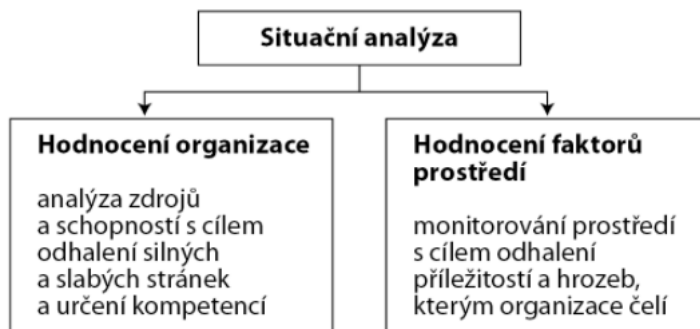 Situační analýza
Hodnocení organizace
analýza zdrojů
a schopností s cílem
odhalení silných
a slabých stránek
a určení kompetencí
Hodnocení faktorů
prostředí
monitorování prostředí
s cílem odhalení
příležitostí a hrozeb,
kterým organizace čelí